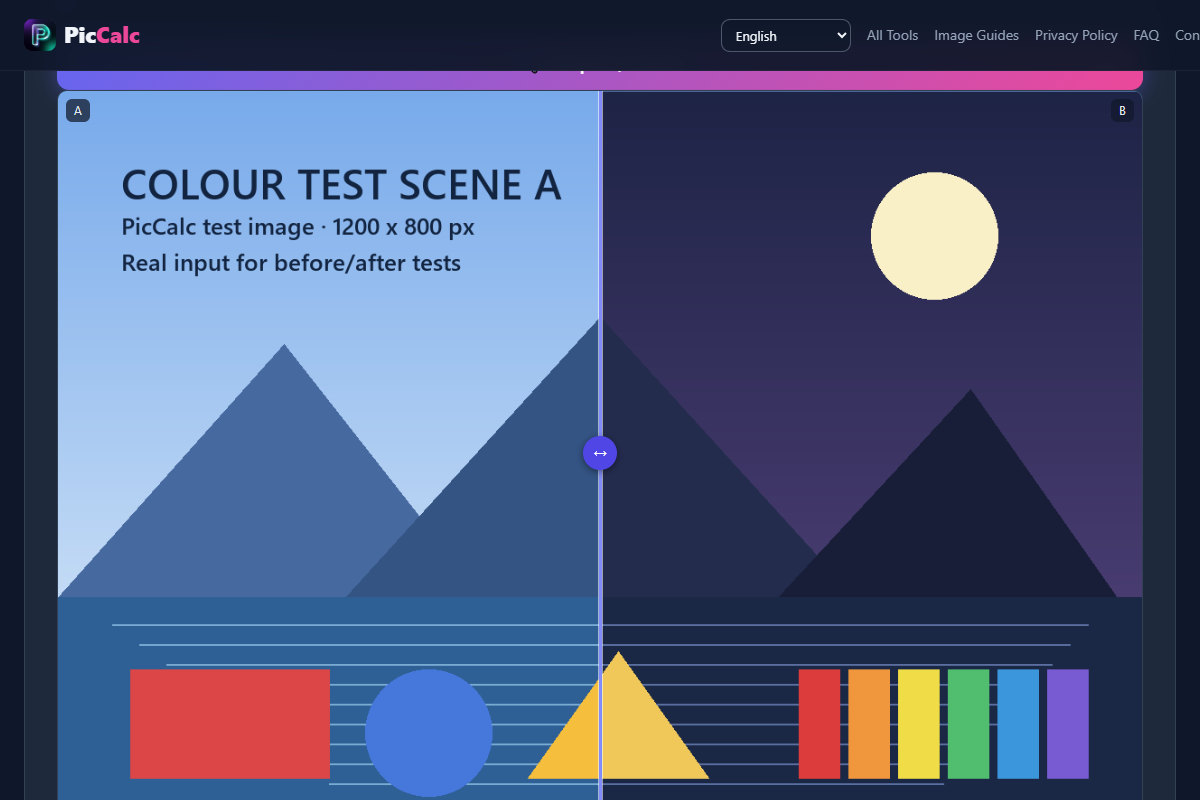 PicCalc
English
All Tools
Image Guides
Privacy Policy
FAQ
A
B
COLOUR TEST SCENE A
PicCalc test image · 1200 x 800 px
Real input for before/after tests